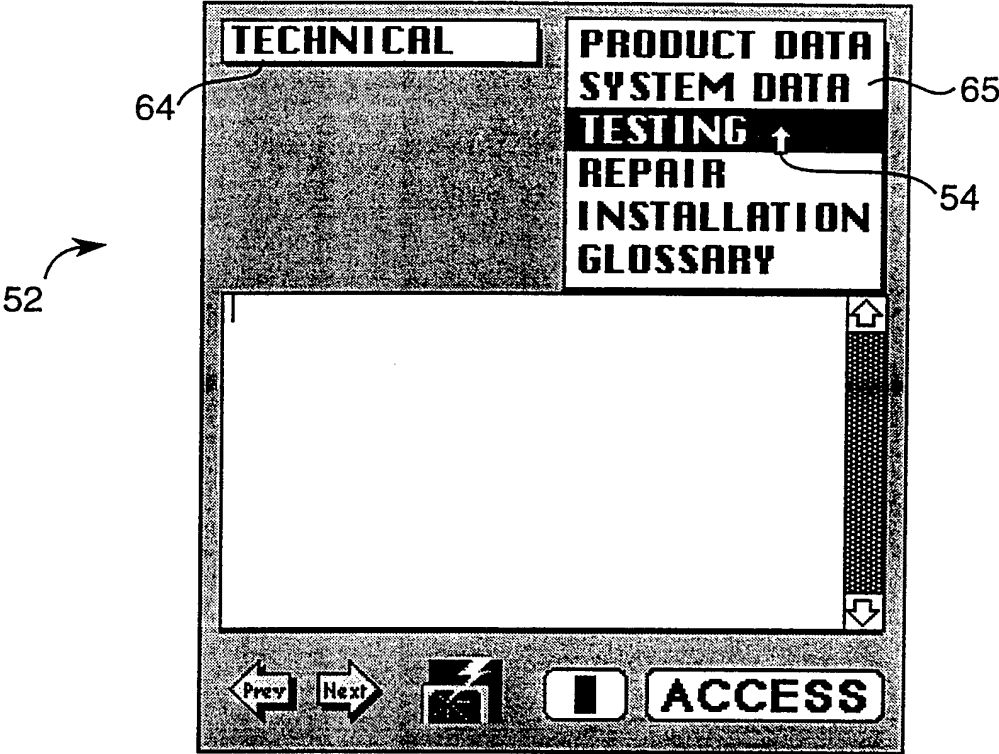 TECHNICAL
PRODUCT DATA
SYSTEM DATA
TESTING
REPAIR
INSTALLATION
GLOSSARY
64
65
54
52
Prev
Next
ACCESS